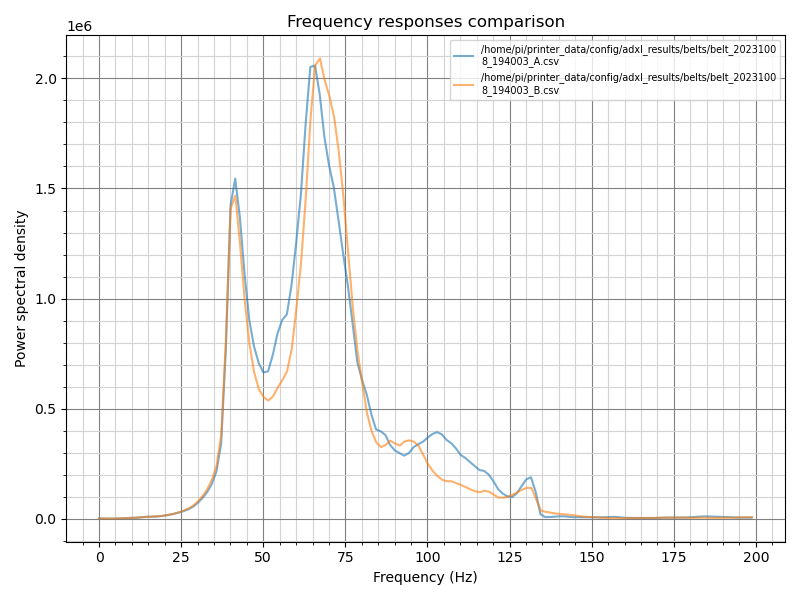 Frequency responses comparison
1e6
/home/pi/printer_data/config/adxl_results/belts/belt_2023100
8_194003_A.csv
/home/pi/printer_data/config/adxl_results/belts/belt_2023100
8_194003_B.csv
2.0
1.5
1.0
0.5
0.0
Power spectral density
0 25 50 75 100 125 150 175 200
Frequency (Hz)